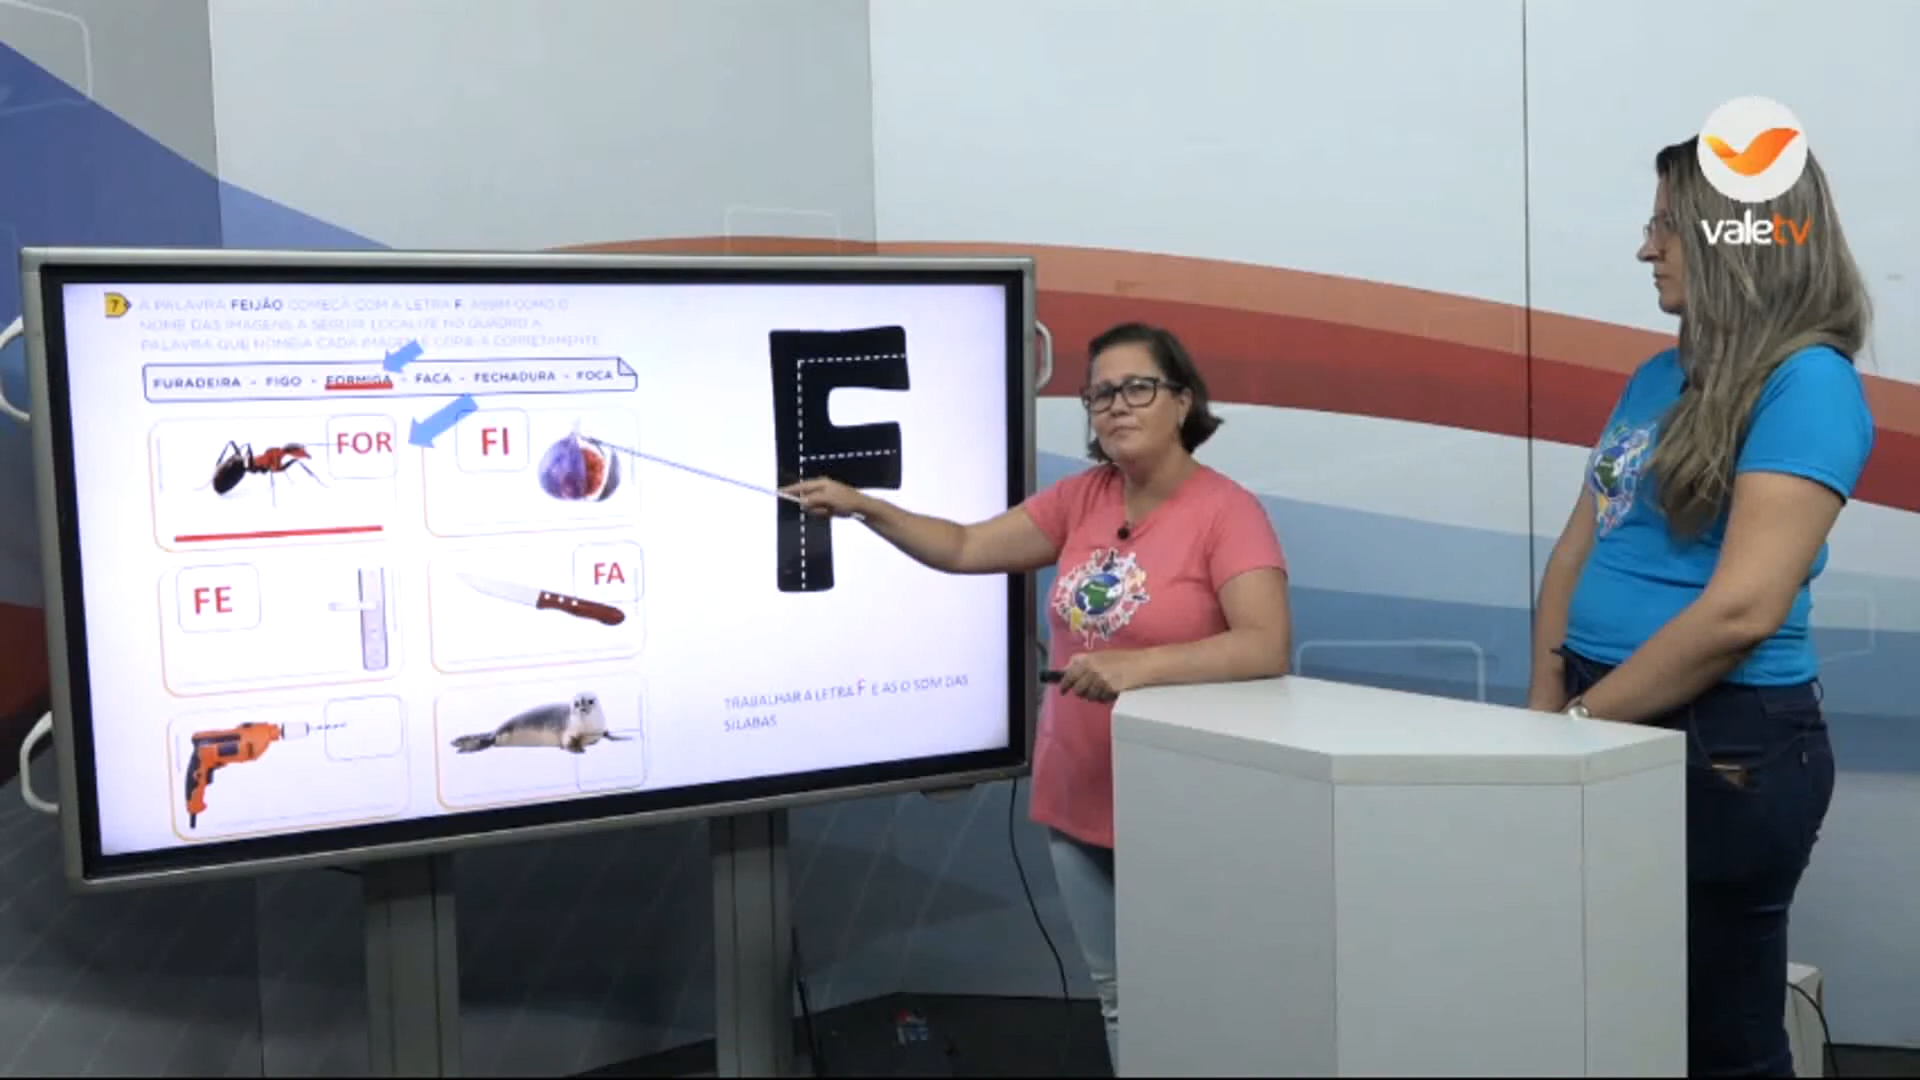 7 A PALAVRA FEIJÃO COMEÇA COM A LETRA F, ASSIM COMO O
NOME DAS IMAGENS A SEGUIR. LOCALIZE NO QUADRO A
PALAVRA QUE NOMEIA CADA IMAGEM E COPIE-A CORRETAMENTE.
FURADEIRA - FIGO - FORMIGA - FACA - FECHADURA - FOCA
FOR
FI
FE
FA
F
TRABALHAR A LETRA F E AS O SOM DAS
SILABAS
valetv